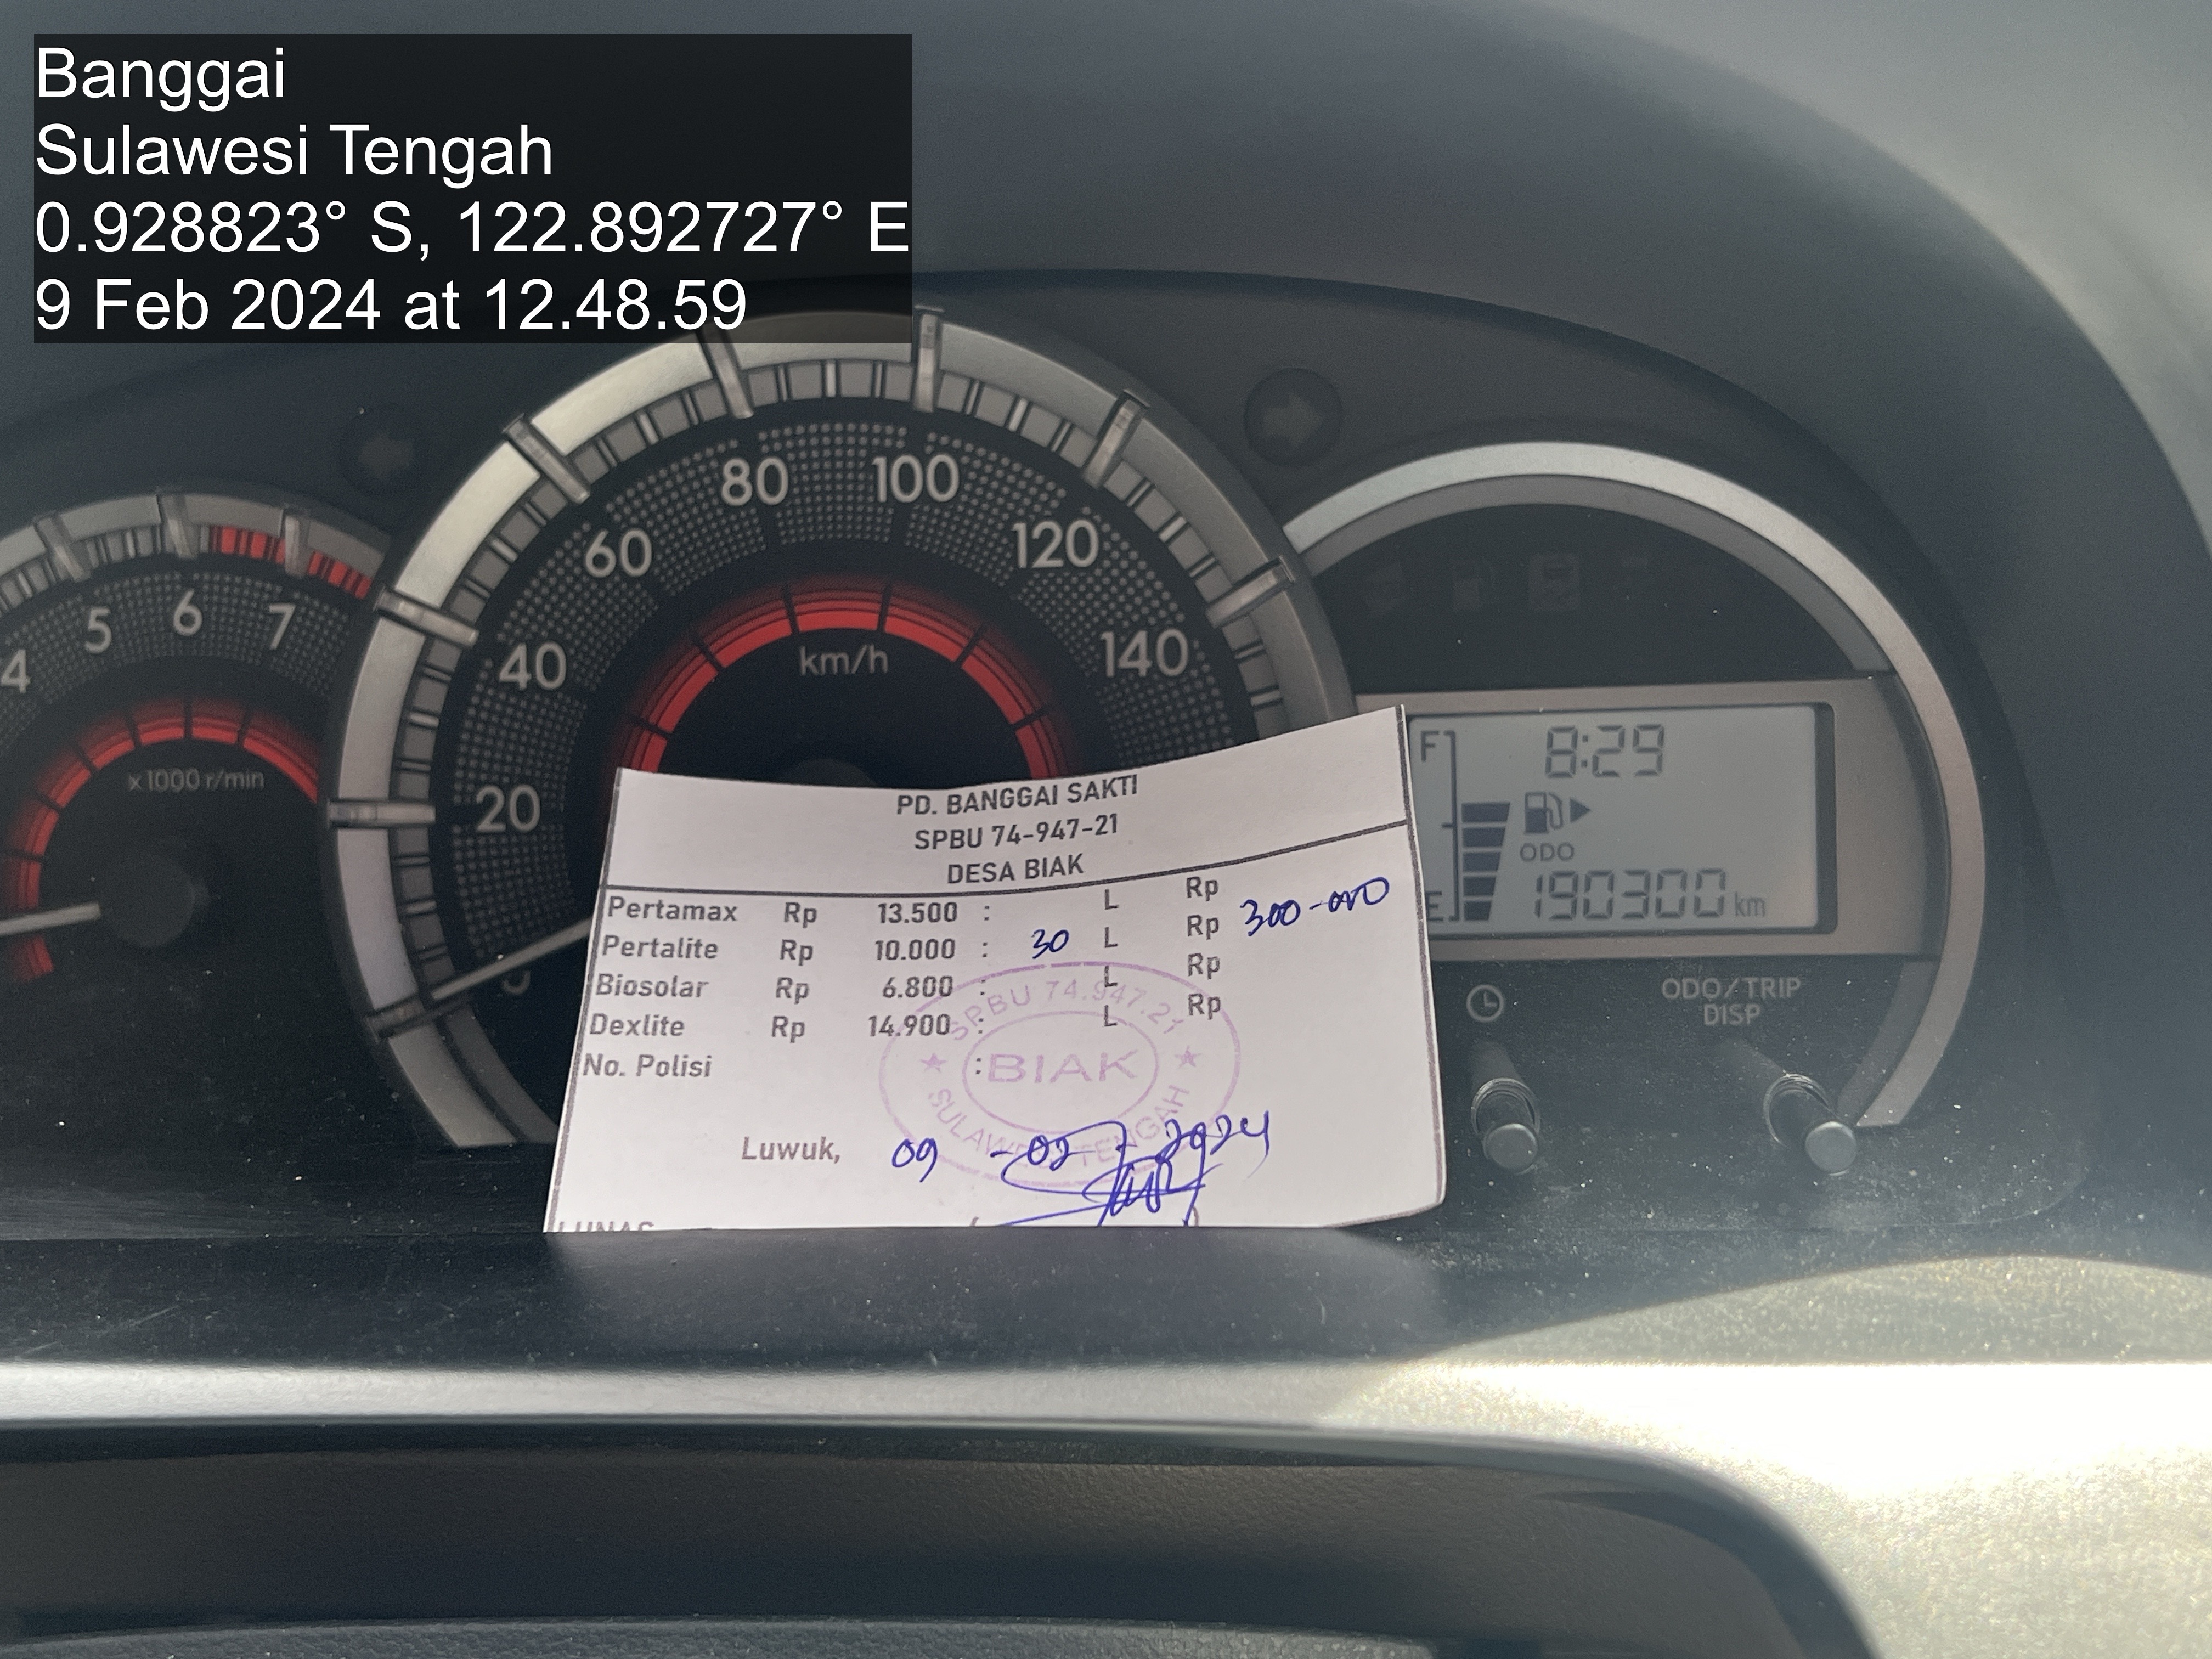 Banggai
Sulawesi Tengah
0.928823° S, 122.892727° E
9 Feb 2024 at 12.48.59
4 5 6 7
x1000 r/min
20 40 60 80 100 120 140
km/h
F
8:29
ODO
E 190300 km
ODO/TRIP
DISP
PD. BANGGAI SAKTI
SPBU 74-947-21
DESA BIAK
Pertamax Rp 13.500 : L Rp
Pertalite Rp 10.000 : 30 L Rp 300-000
Biosolar Rp 6.800 : L Rp
Dexlite Rp 14.900 : L Rp
No. Polisi :
SPBU 74.947.21
BIAK
SULAWESI TENGAH
Luwuk, 09 - 02 - 2024
LUNAS